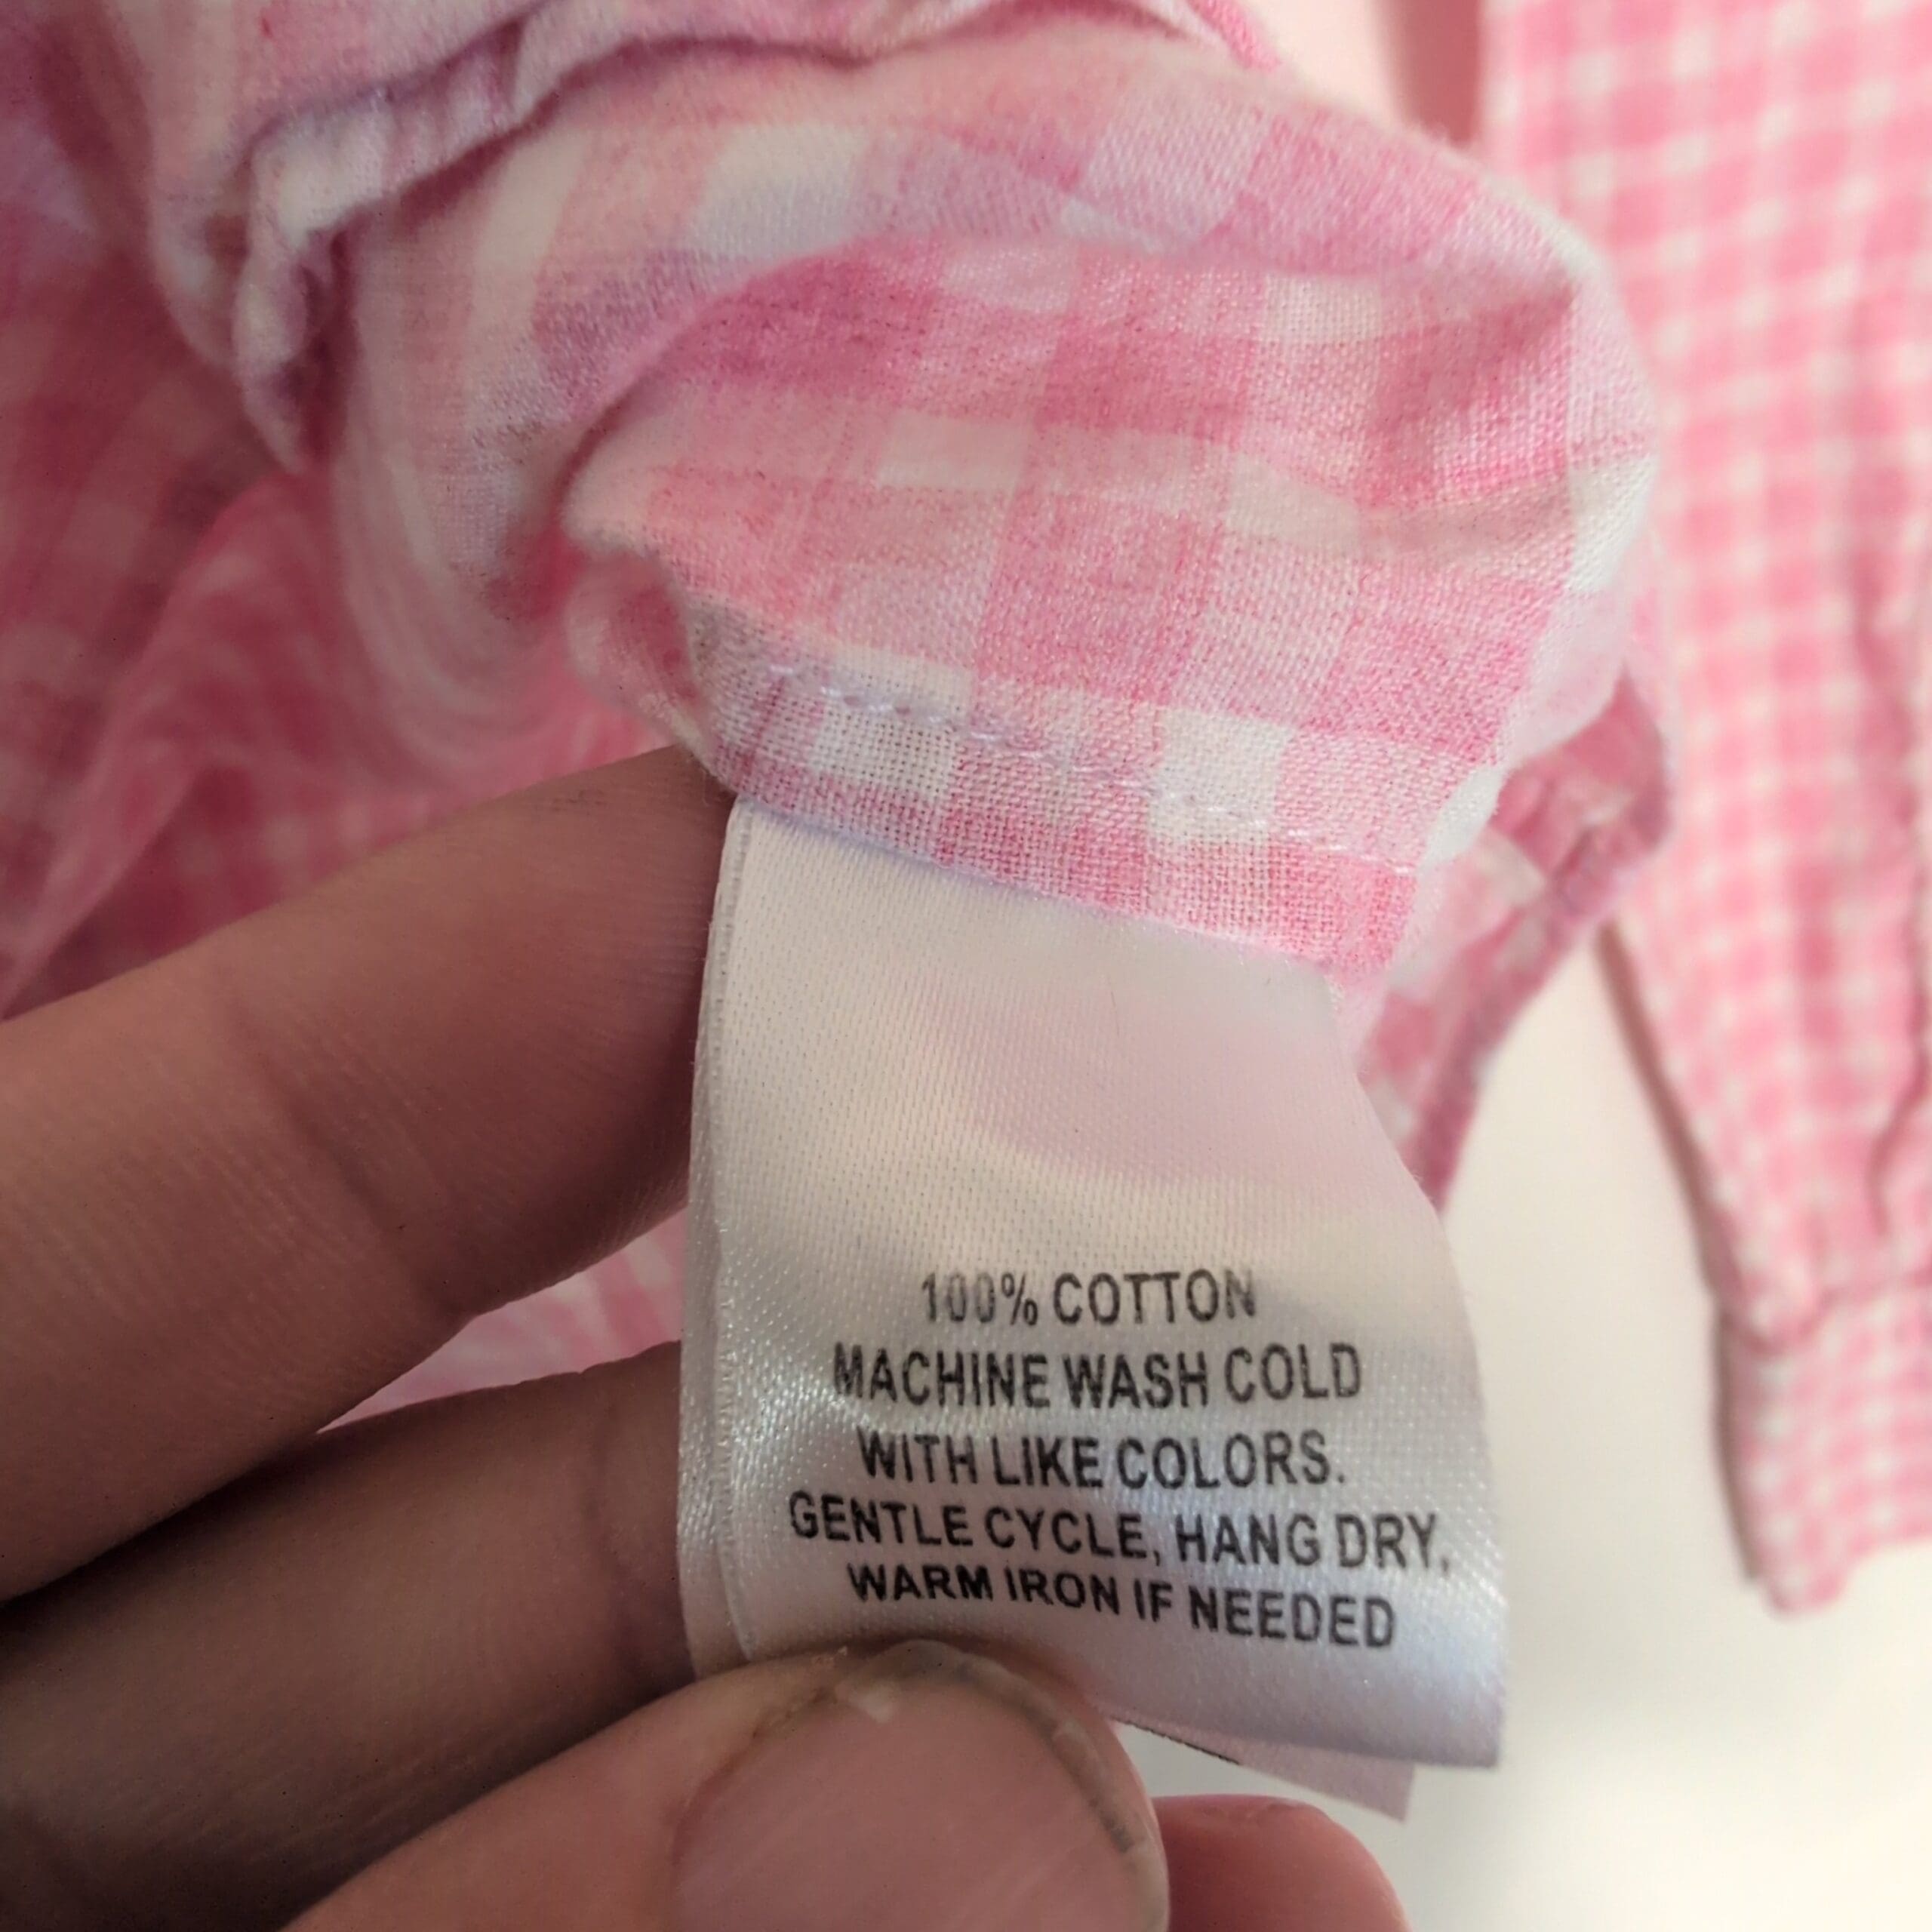 100% COTTON
MACHINE WASH COLD
WITH LIKE COLORS.
GENTLE CYCLE, HANG DRY,
WARM IRON IF NEEDED